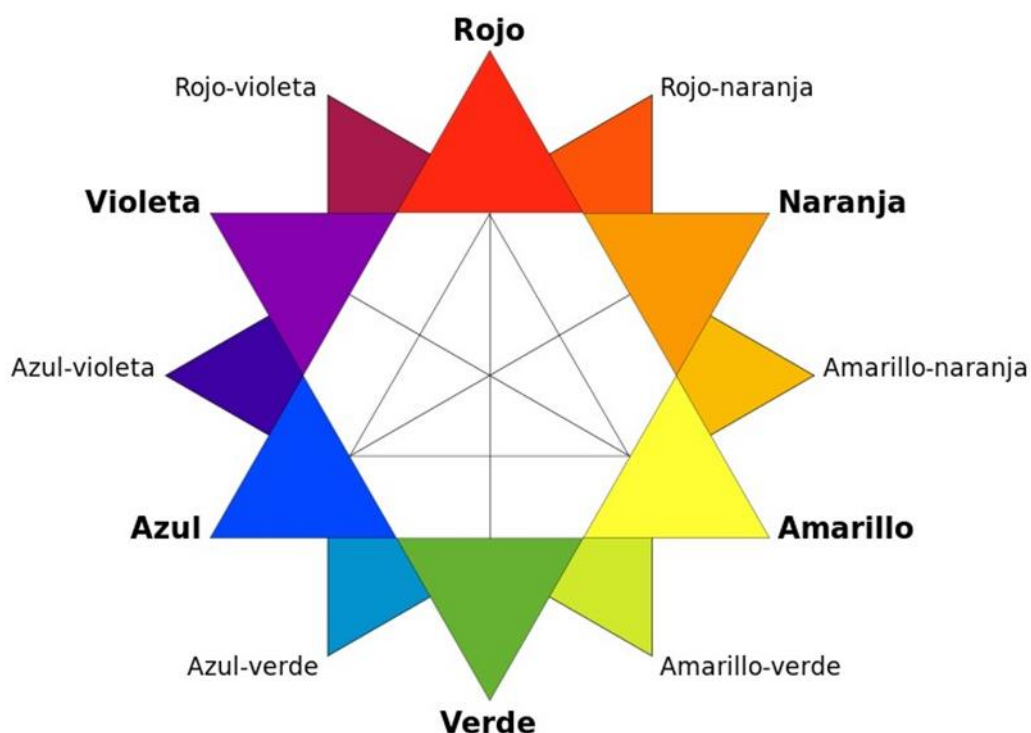 Rojo
Rojo-violeta
Rojo-naranja
Violeta
Naranja
Azul-violeta
Amarillo-naranja
Azul
Amarillo
Azul-verde
Amarillo-verde
Verde